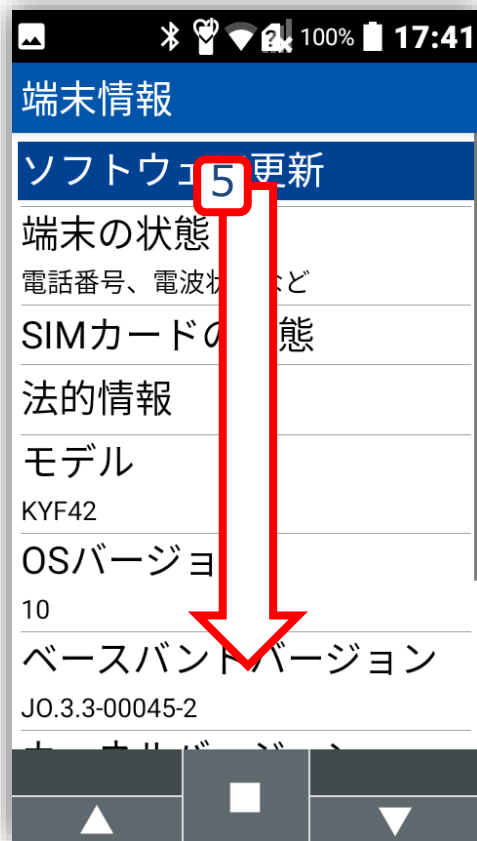 100% 17:41
端末情報
ソフトウェ 更新
5
端末の状態
電話番号、電波状 など
SIMカードの 態
法的情報
モデル
KYF42
OSバージョ
10
ベースバンドバージョン
JO.3.3-00045-2